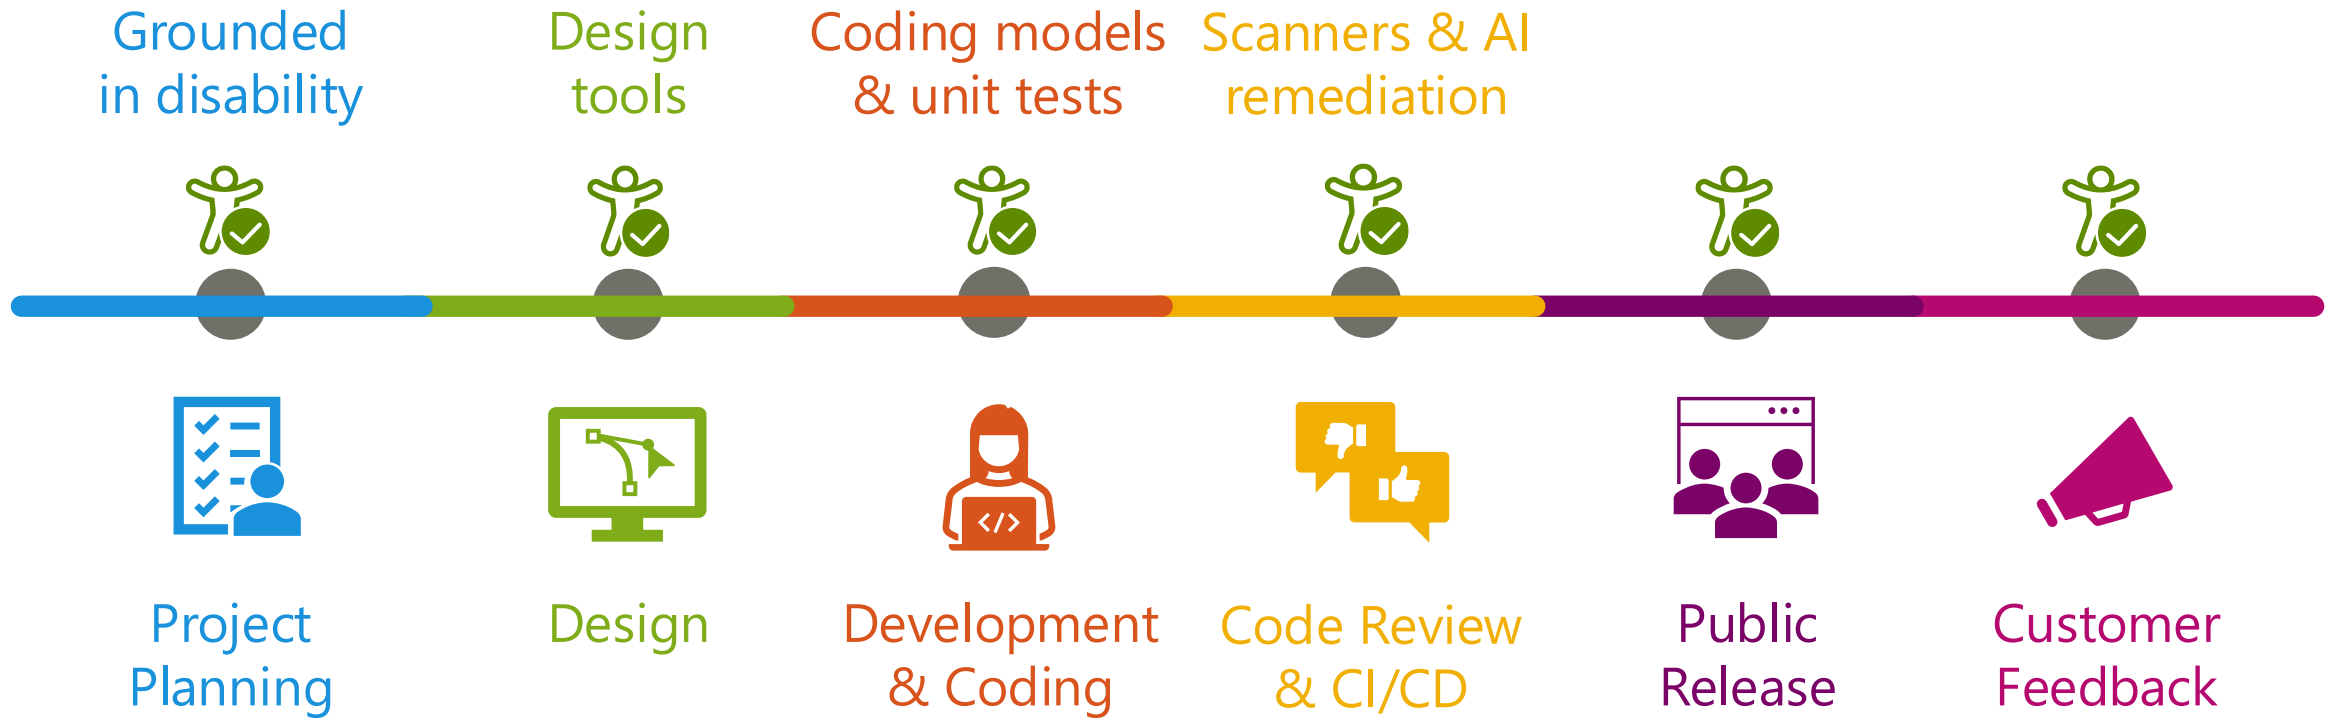 Grounded
in disability
Design
tools
Coding models
& unit tests
Scanners & AI
remediation
</>
Project
Planning
Design
Development
& Coding
Code Review
& CI/CD
Public
Release
Customer
Feedback